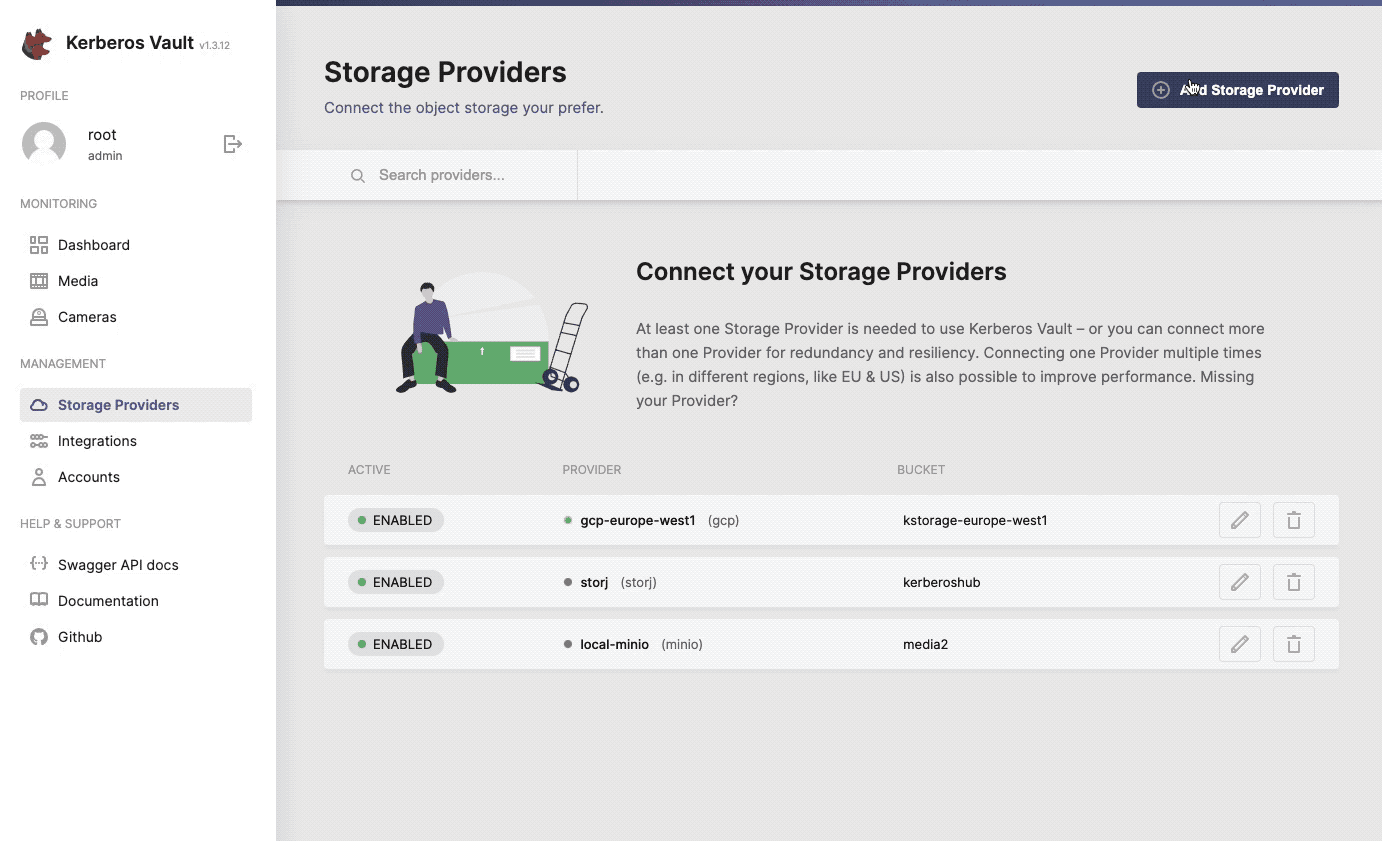 Kerberos Vault v1.3.12
PROFILE
root
admin
MONITORING
Dashboard
Media
Cameras
MANAGEMENT
Storage Providers
Integrations
Accounts
HELP & SUPPORT
Swagger API docs
Documentation
Github
Storage Providers
Connect the object storage your prefer.
Add Storage Provider
Search providers...
Connect your Storage Providers
At least one Storage Provider is needed to use Kerberos Vault – or you can connect more
than one Provider for redundancy and resiliency. Connecting one Provider multiple times
(e.g. in different regions, like EU & US) is also possible to improve performance. Missing
your Provider?
ACTIVE PROVIDER BUCKET
ENABLED gcp-europe-west1 (gcp) kstorage-europe-west1
ENABLED storj (storj) kerberoshub
ENABLED local-minio (minio) media2